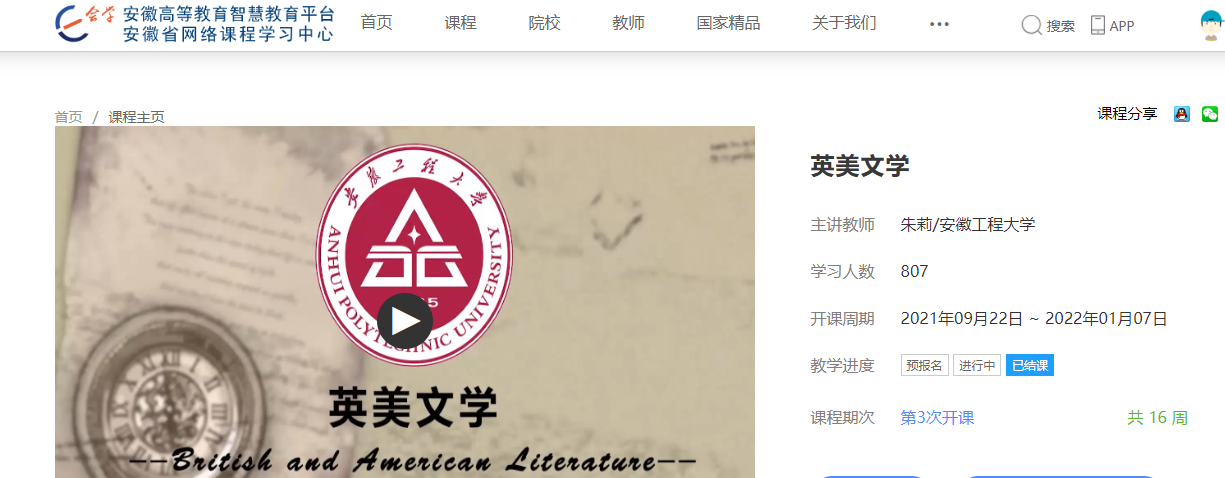 会学 安徽高等教育智慧教育平台
安徽省网络课程学习中心
首页 课程 院校 教师 国家精品 关于我们 ••• 搜索 APP
首页 / 课程主页
课程分享
安徽工程大学
ANHUI POLYTECHNIC UNIVERSITY
英美文学
——British and American Literature——
英美文学
主讲教师 朱莉/安徽工程大学
学习人数 807
开课周期 2021年09月22日 ~ 2022年01月07日
教学进度 预报名 进行中 已结课
课程期次 第3次开课 共 16 周